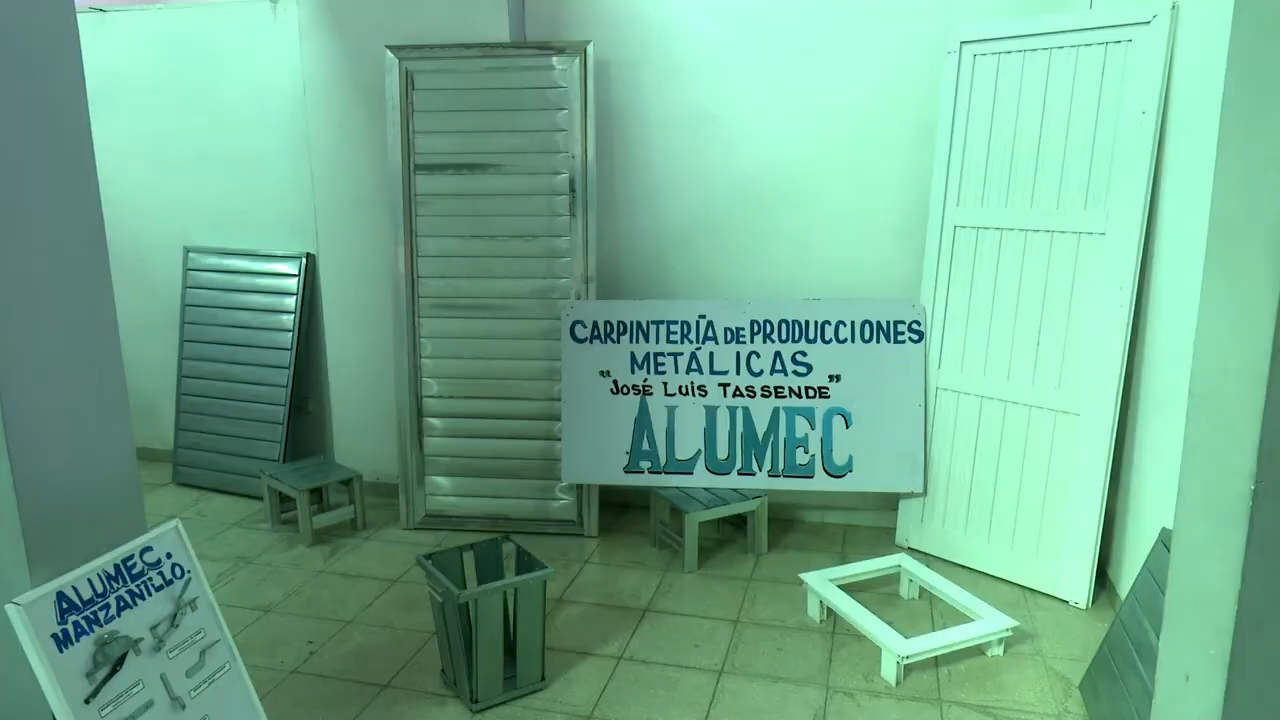 CARPINTERÍA DE PRODUCCIONES
METÁLICAS
"José Luis Tassende"
ALUMEC
ALUMEC.
MANZANILLO.